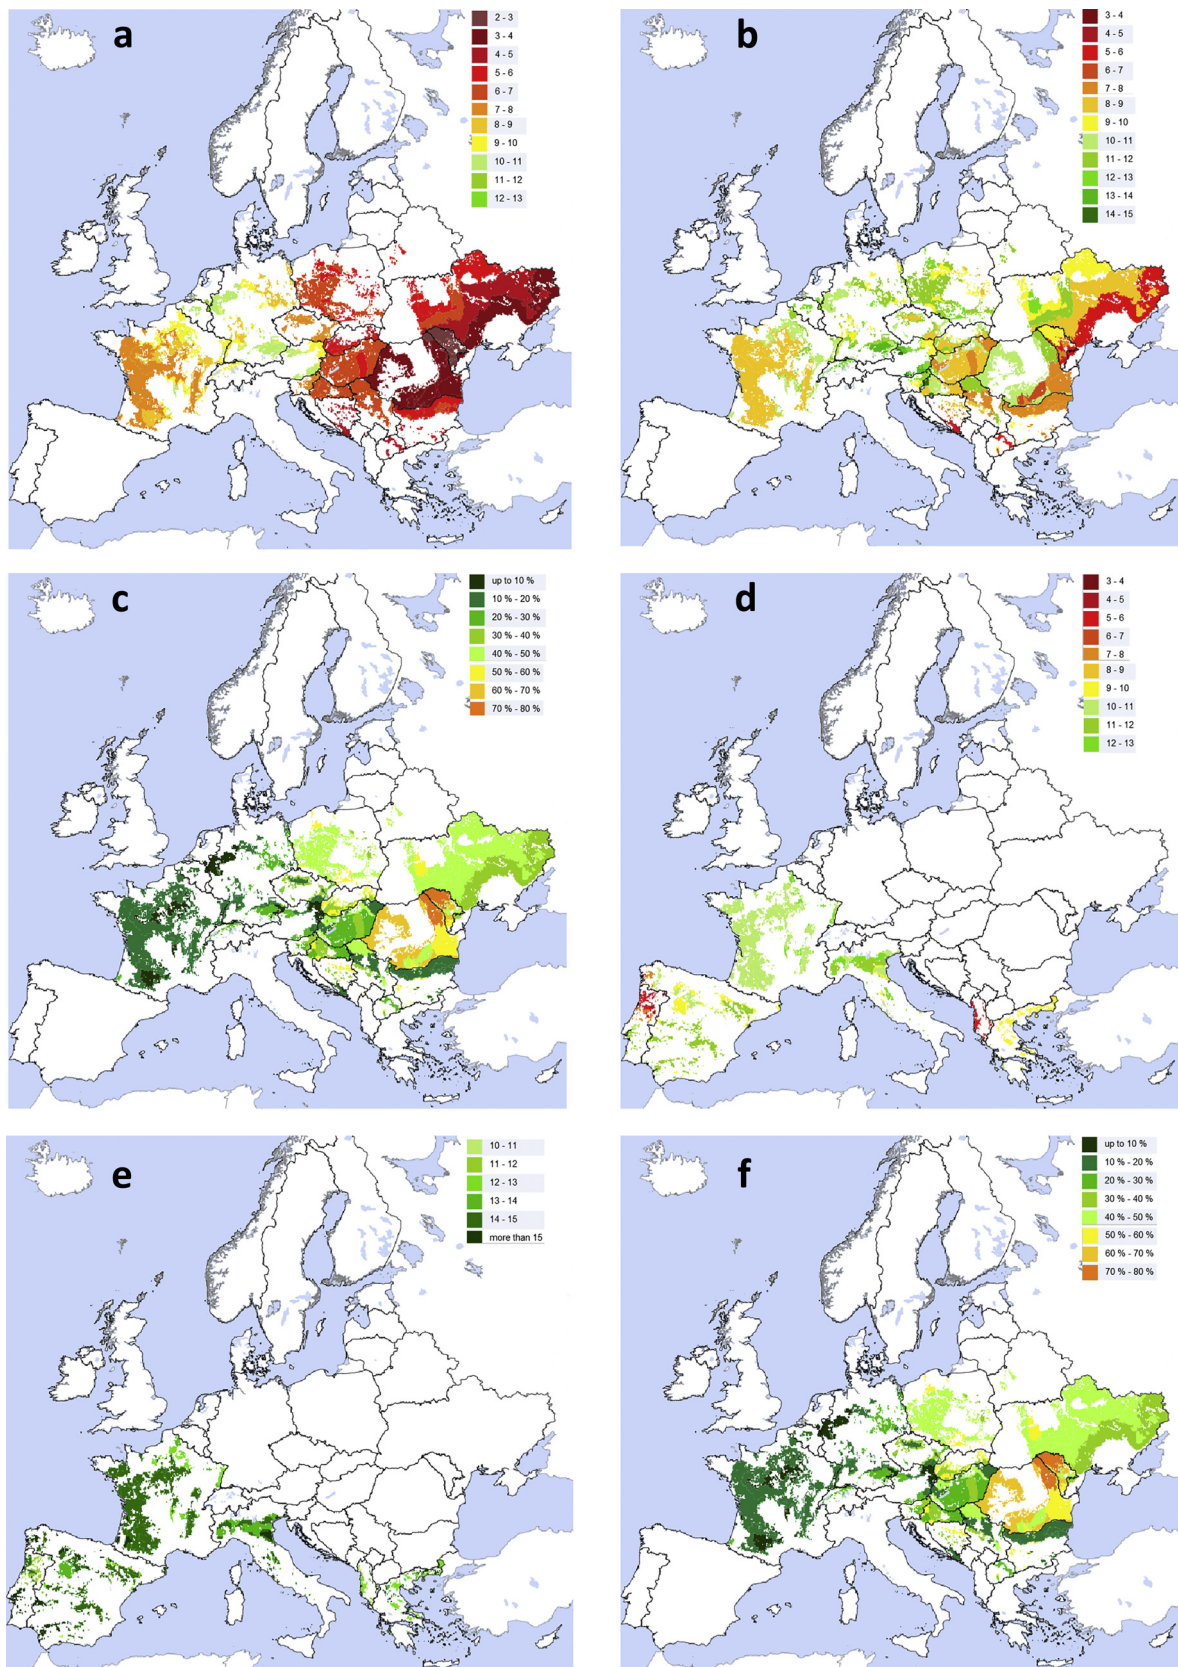 a
2 - 3
3 - 4
4 - 5
5 - 6
6 - 7
7 - 8
8 - 9
9 - 10
10 - 11
11 - 12
12 - 13
b
3 - 4
4 - 5
5 - 6
6 - 7
7 - 8
8 - 9
9 - 10
10 - 11
11 - 12
12 - 13
13 - 14
14 - 15
c
up to 10 %
10 % - 20 %
20 % - 30 %
30 % - 40 %
40 % - 50 %
50 % - 60 %
60 % - 70 %
70 % - 80 %
d
3 - 4
4 - 5
5 - 6
6 - 7
7 - 8
8 - 9
9 - 10
10 - 11
11 - 12
12 - 13
e
10 - 11
11 - 12
12 - 13
13 - 14
14 - 15
more than 15
f
up to 10 %
10 % - 20 %
20 % - 30 %
30 % - 40 %
40 % - 50 %
50 % - 60 %
60 % - 70 %
70 % - 80 %